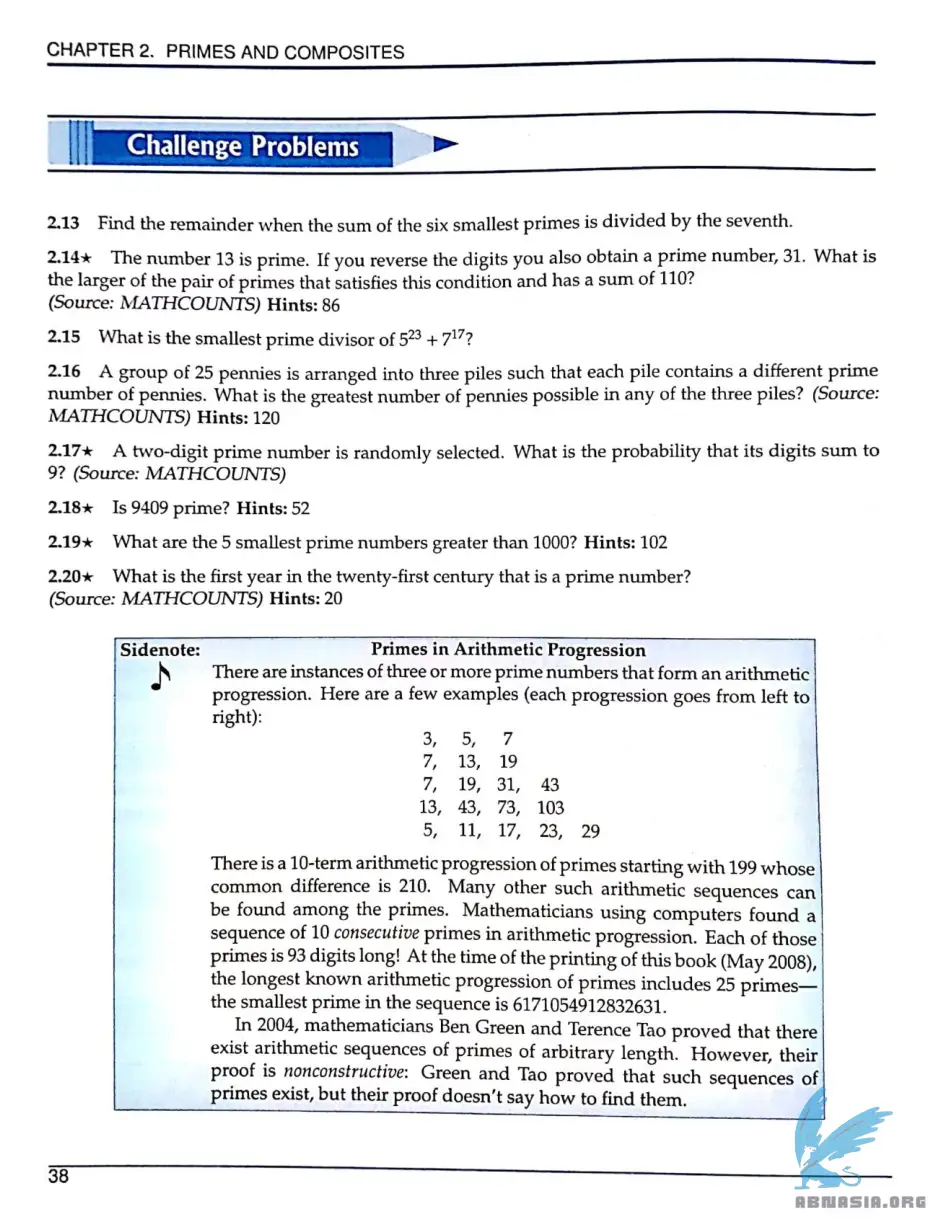 CHAPTER 2. PRIMES AND COMPOSITES
Challenge Problems
2.13 Find the remainder when the sum of the six smallest primes is divided by the seventh.
2.14★ The number 13 is prime. If you reverse the digits you also obtain a prime number, 31. What is
the larger of the pair of primes that satisfies this condition and has a sum of 110?
(Source: MATHCOUNTS) Hints: 86
2.15 What is the smallest prime divisor of 5²³ + 7¹⁷?
2.16 A group of 25 pennies is arranged into three piles such that each pile contains a different prime
number of pennies. What is the greatest number of pennies possible in any of the three piles? (Source:
MATHCOUNTS) Hints: 120
2.17★ A two-digit prime number is randomly selected. What is the probability that its digits sum to
9? (Source: MATHCOUNTS)
2.18★ Is 9409 prime? Hints: 52
2.19★ What are the 5 smallest prime numbers greater than 1000? Hints: 102
2.20★ What is the first year in the twenty-first century that is a prime number?
(Source: MATHCOUNTS) Hints: 20
Sidenote: Primes in Arithmetic Progression
There are instances of three or more prime numbers that form an arithmetic
progression. Here are a few examples (each progression goes from left to
right):
3, 5, 7
7, 13, 19
7, 19, 31, 43
13, 43, 73, 103
5, 11, 17, 23, 29
There is a 10-term arithmetic progression of primes starting with 199 whose
common difference is 210. Many other such arithmetic sequences can
be found among the primes. Mathematicians using computers found a
sequence of 10 consecutive primes in arithmetic progression. Each of those
primes is 93 digits long! At the time of the printing of this book (May 2008),
the longest known arithmetic progression of primes includes 25 primes—
the smallest prime in the sequence is 6171054912832631.
In 2004, mathematicians Ben Green and Terence Tao proved that there
exist arithmetic sequences of primes of arbitrary length. However, their
proof is nonconstructive: Green and Tao proved that such sequences of
primes exist, but their proof doesn't say how to find them.
38
ABNASIA.ORG